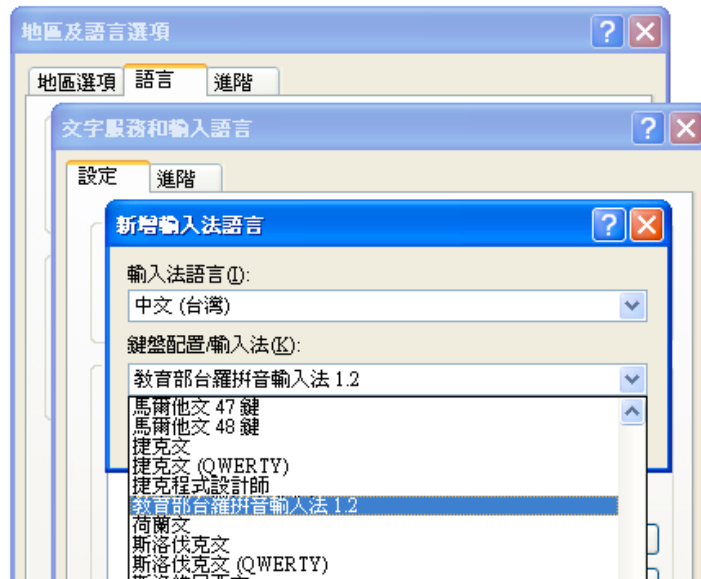 地區及語言選項
地區選項 語言 進階
文字服務和輸入語言
設定 進階
新增輸入法語言
輸入法語言(I):
中文 (台灣)
鍵盤配置/輸入法(K):
教育部台羅拼音輸入法 1.2
馬爾他文 47 鍵
馬爾他文 48 鍵
捷克文
捷克文 (QWERTY)
捷克程式設計師
教育部台羅拼音輸入法 1.2
荷蘭文
斯洛伐克文
斯洛伐克文 (QWERTY)